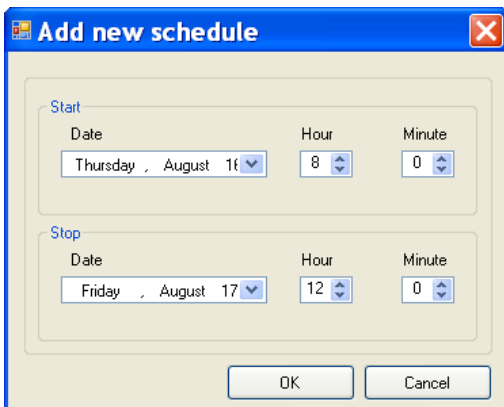 Add new schedule
Start
Date Hour Minute
Thursday , August 16 8 0
Stop
Date Hour Minute
Friday , August 17 12 0
OK Cancel